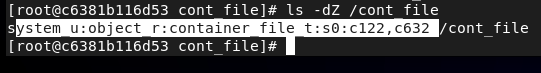 [root@c6381b116d53 cont_file]# ls -dZ /cont_file
system_u:object_r:container_file_t:s0:c122,c632 /cont_file
[root@c6381b116d53 cont_file]#